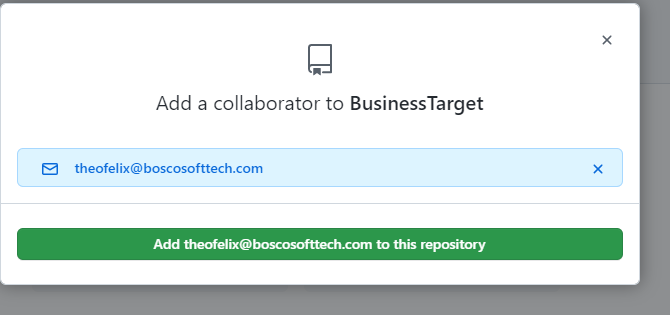 Add a collaborator to BusinessTarget
theofelix@boscosofttech.com
Add theofelix@boscosofttech.com to this repository